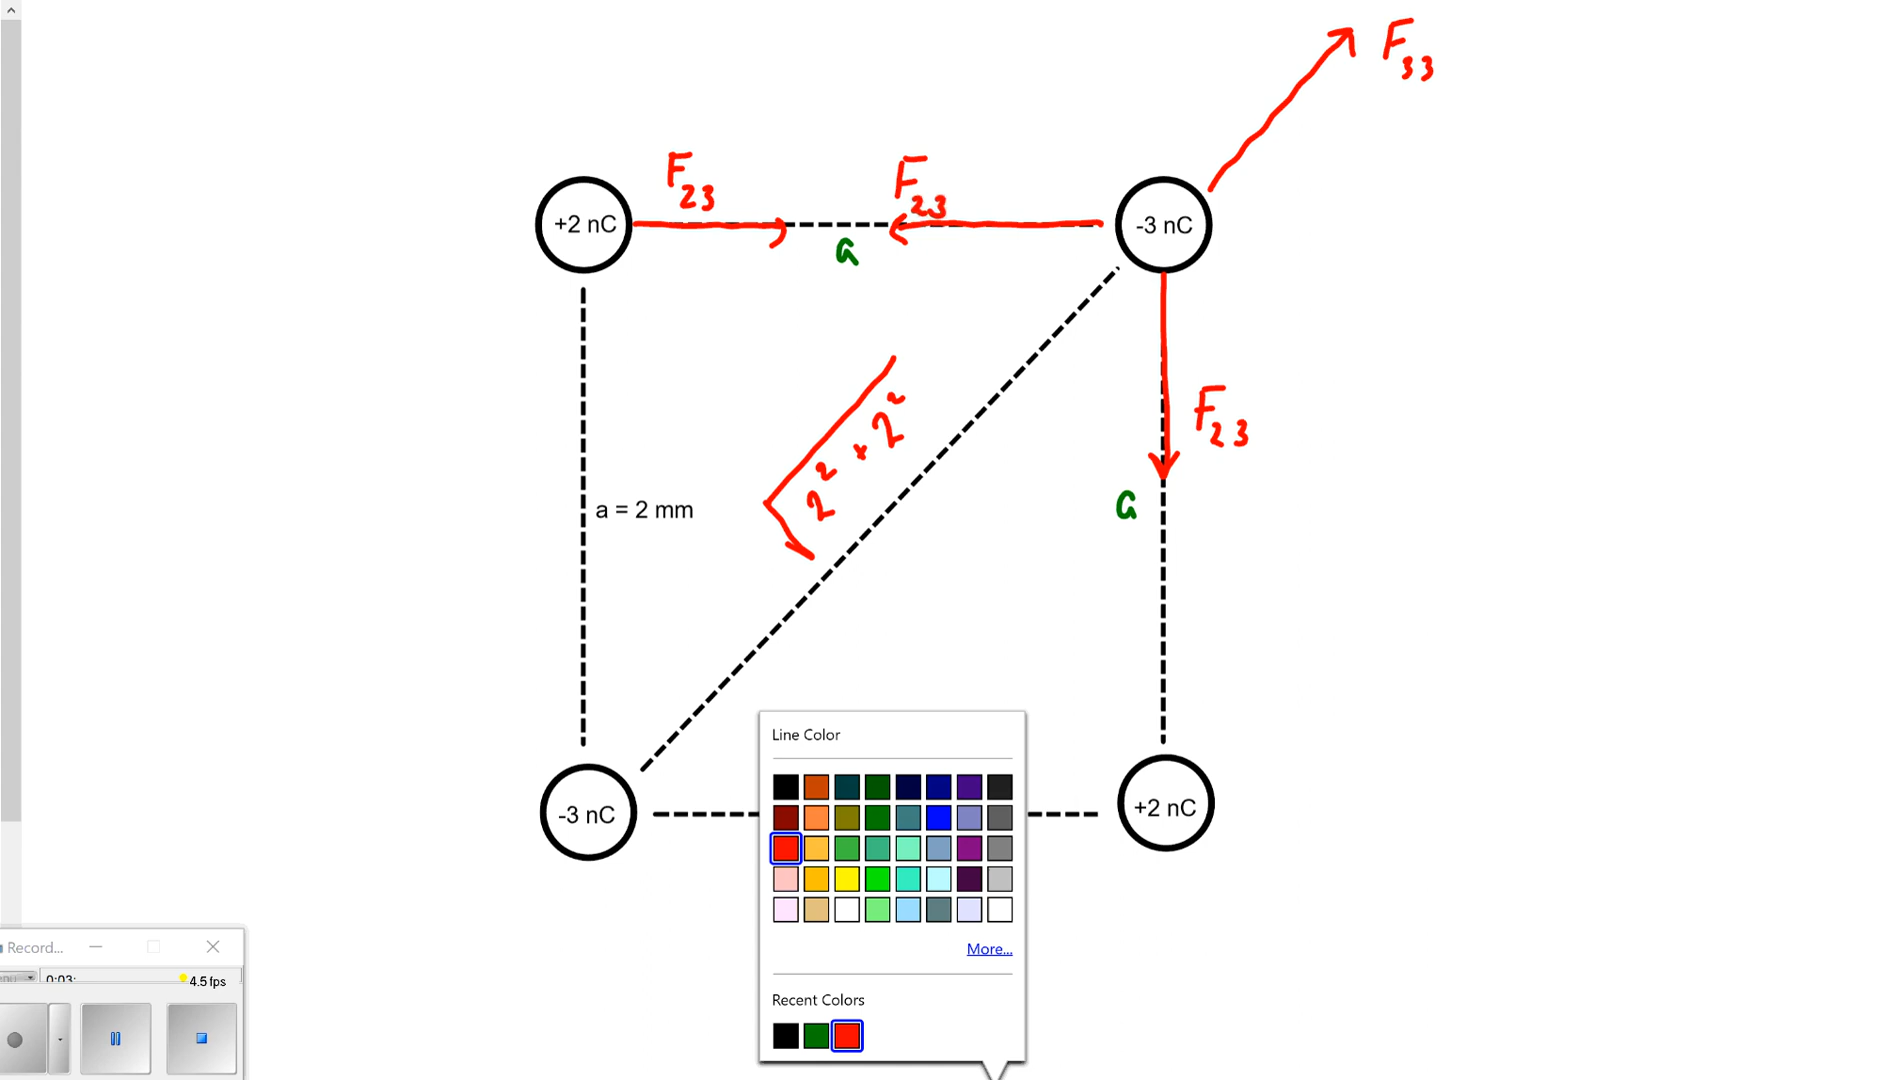 F33
F23
F23
+2 nC
-3 nC
a
2² + 2²
F23
a = 2 mm
a
Line Color
-3 nC
+2 nC
More...
Record...
0:03:
4.5 fps
Recent Colors